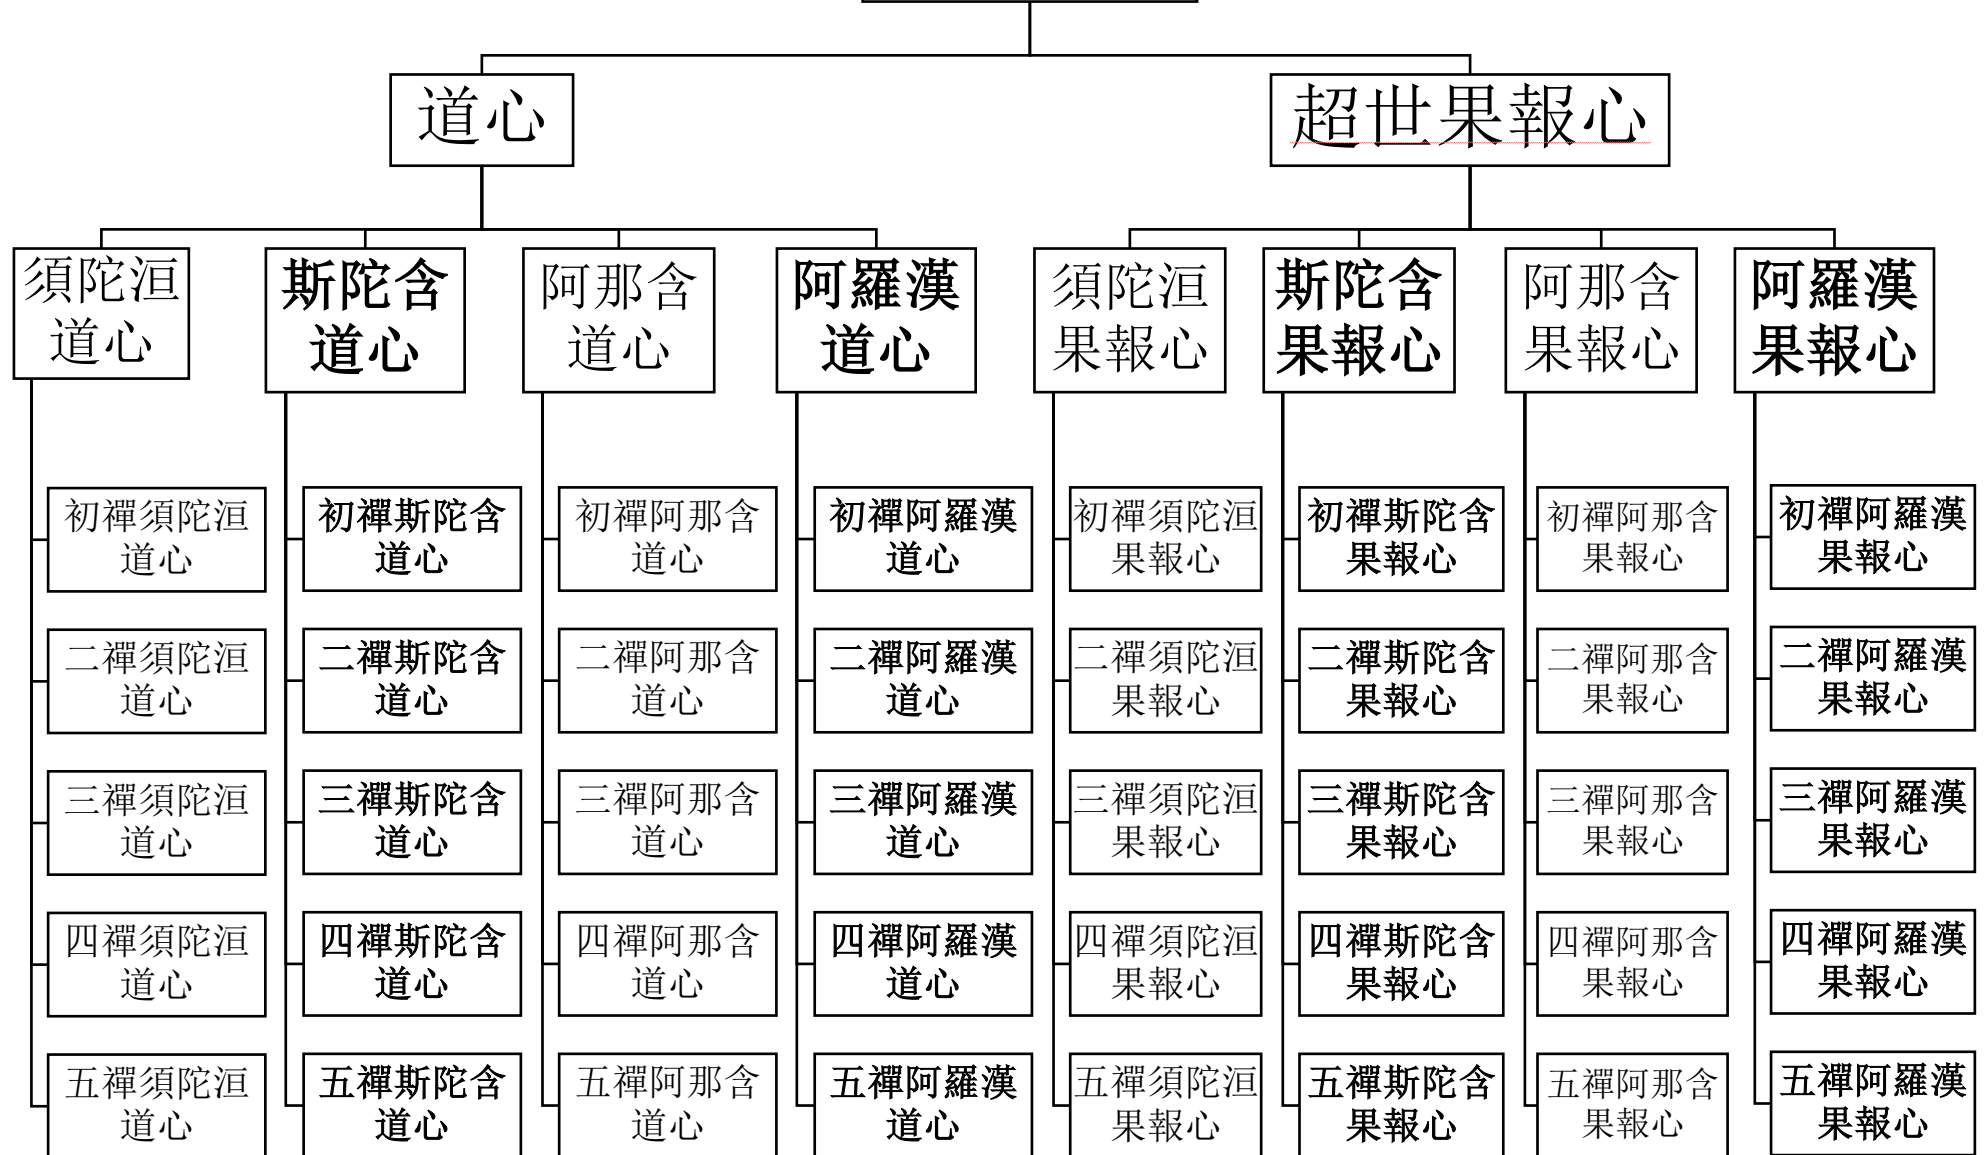 道心
超世果報心
須陀洹
道心
斯陀含
道心
阿那含
道心
阿羅漢
道心
須陀洹
果報心
斯陀含
果報心
阿那含
果報心
阿羅漢
果報心
初禪須陀洹
道心
初禪斯陀含
道心
初禪阿那含
道心
初禪阿羅漢
道心
初禪須陀洹
果報心
初禪斯陀含
果報心
初禪阿那含
果報心
初禪阿羅漢
果報心
二禪須陀洹
道心
二禪斯陀含
道心
二禪阿那含
道心
二禪阿羅漢
道心
二禪須陀洹
果報心
二禪斯陀含
果報心
二禪阿那含
果報心
二禪阿羅漢
果報心
三禪須陀洹
道心
三禪斯陀含
道心
三禪阿那含
道心
三禪阿羅漢
道心
三禪須陀洹
果報心
三禪斯陀含
果報心
三禪阿那含
果報心
三禪阿羅漢
果報心
四禪須陀洹
道心
四禪斯陀含
道心
四禪阿那含
道心
四禪阿羅漢
道心
四禪須陀洹
果報心
四禪斯陀含
果報心
四禪阿那含
果報心
四禪阿羅漢
果報心
五禪須陀洹
道心
五禪斯陀含
道心
五禪阿那含
道心
五禪阿羅漢
道心
五禪須陀洹
果報心
五禪斯陀含
果報心
五禪阿那含
果報心
五禪阿羅漢
果報心